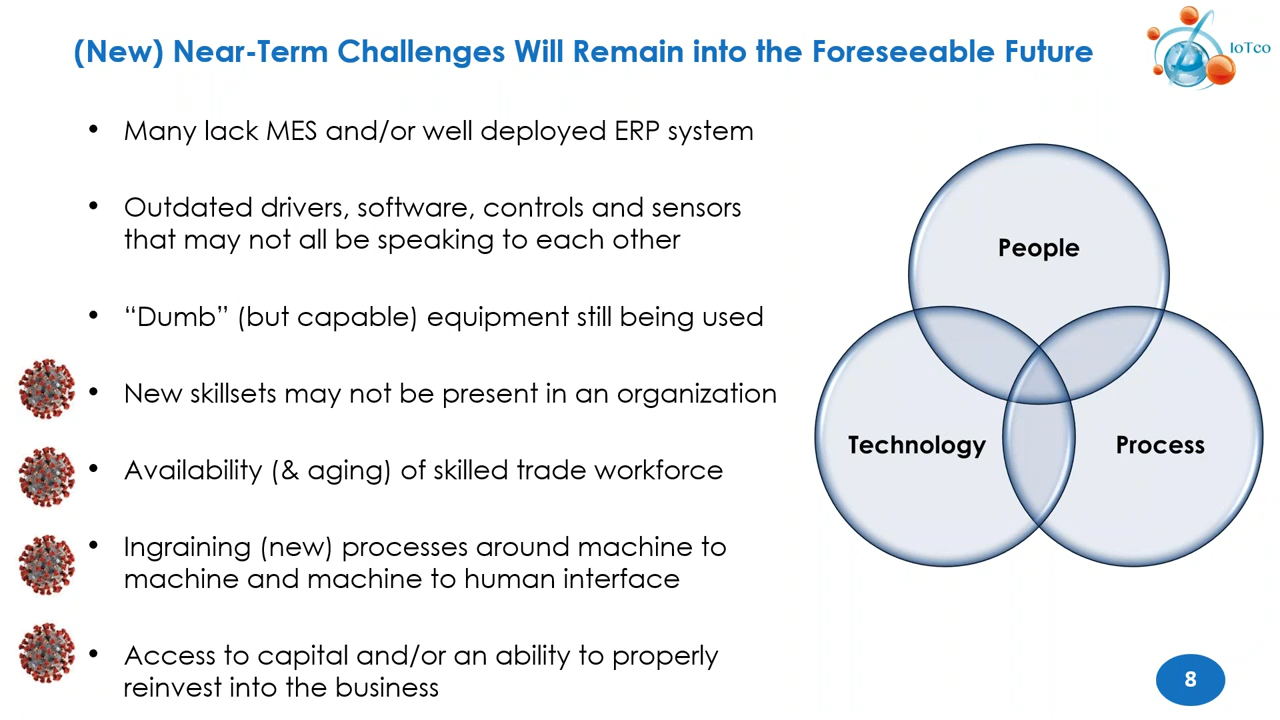 (New) Near-Term Challenges Will Remain into the Foreseeable Future
IoTco
• Many lack MES and/or well deployed ERP system
• Outdated drivers, software, controls and sensors
that may not all be speaking to each other
• “Dumb” (but capable) equipment still being used
• New skillsets may not be present in an organization
• Availability (& aging) of skilled trade workforce
• Ingraining (new) processes around machine to
machine and machine to human interface
• Access to capital and/or an ability to properly
reinvest into the business
People
Technology
Process
8